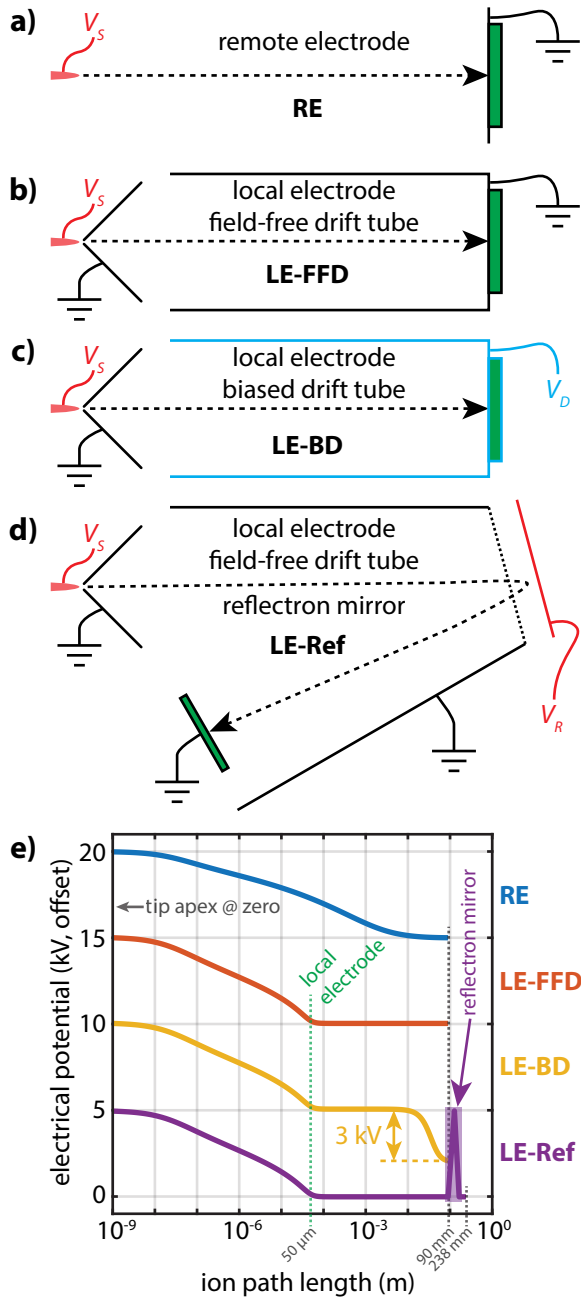 a)
V_S
remote electrode
RE
b)
V_S
local electrode
field-free drift tube
LE-FFD
c)
V_S
local electrode
biased drift tube
LE-BD
V_D
d)
V_S
local electrode
field-free drift tube
reflectron mirror
LE-Ref
V_R
e)
electrical potential (kV, offset)
20
15
10
5
0
tip apex @ zero
local
electrode
reflection mirror
3 kV
RE
LE-FFD
LE-BD
LE-Ref
10⁻⁹
10⁻⁶
50 μm
10⁻³
90 mm
238 mm
10⁰
ion path length (m)